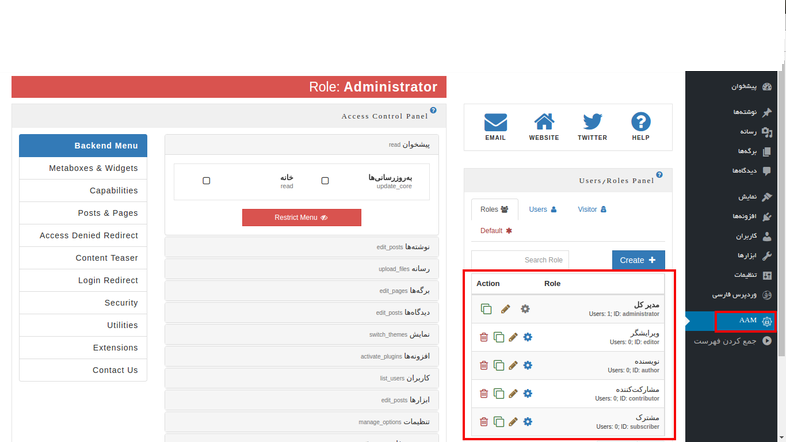 Role: Administrator
Access Control Panel
Backend Menu
Metaboxes & Widgets
Capabilities
Posts & Pages
Access Denied Redirect
Content Teaser
Login Redirect
Security
Utilities
Extensions
Contact Us
پیشخوان read
به‌روزرسانی‌ها
update_core
خانه
read
Restrict Menu
نوشته‌ها edit_posts
رسانه upload_files
برگه‌ها edit_pages
دیدگاه‌ها edit_posts
نمایش switch_themes
افزونه‌ها activate_plugins
کاربران list_users
ابزارها edit_posts
تنظیمات manage_options
EMAIL
WEBSITE
TWITTER
HELP
Users/Roles Panel
Roles
Users
Visitor
Default
Search Role
Create
Action
Role
مدیر کل
Users: 1; ID: administrator
ویرایشگر
Users: 0; ID: editor
نویسنده
Users: 0; ID: author
مشارکت‌کننده
Users: 0; ID: contributor
مشترک
Users: 0; ID: subscriber
پیشخوان
نوشته‌ها
رسانه
برگه‌ها
دیدگاه‌ها
نمایش
افزونه‌ها
کاربران
ابزارها
تنظیمات
وردپرس فارسی
AAM
جمع کردن فهرست